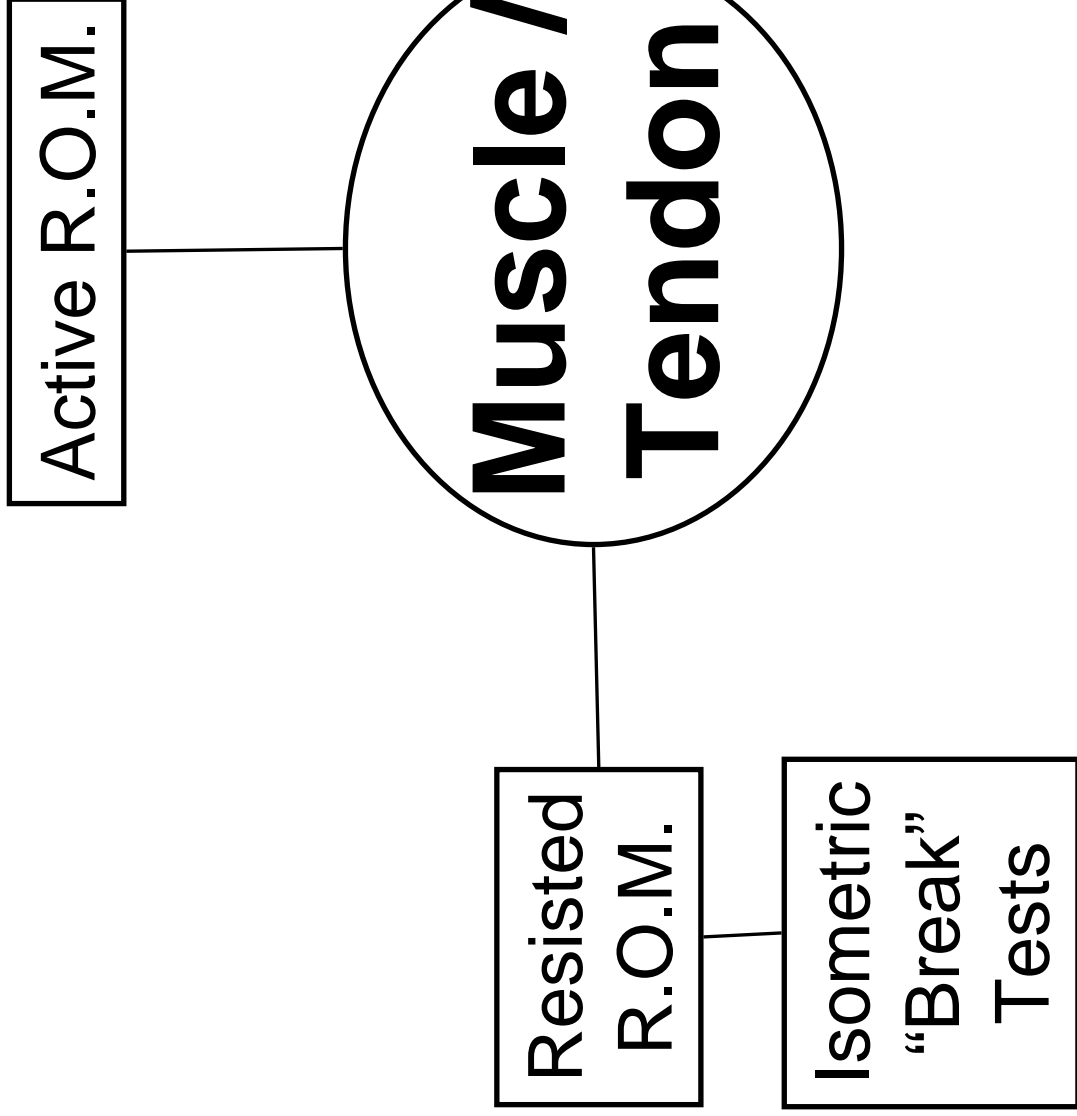 Active R.O.M.
Muscle /
Tendon
Resisted
R.O.M.
Isometric
“Break”
Tests